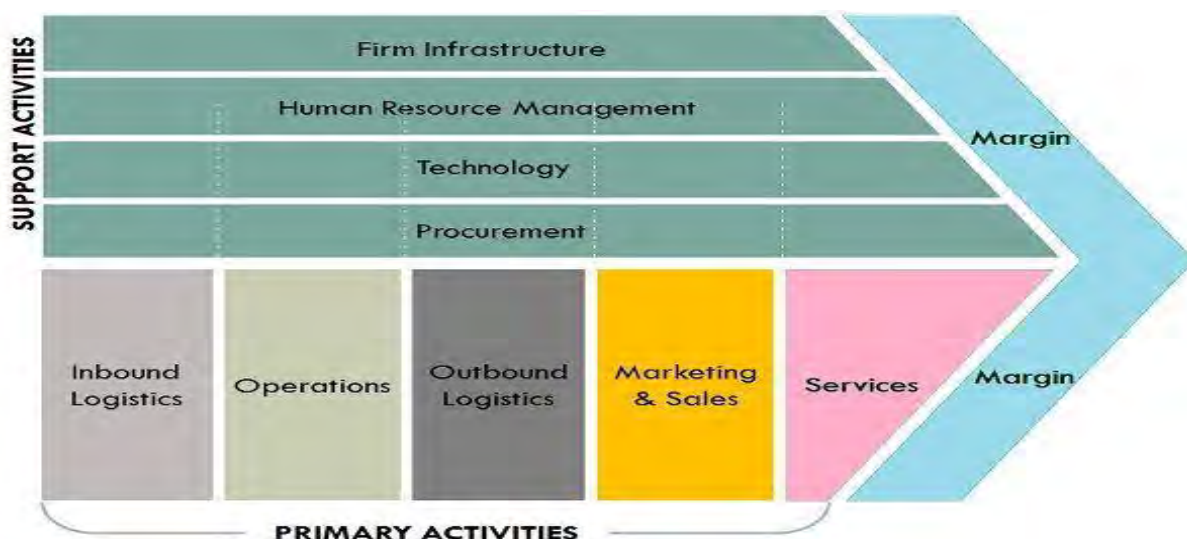 SUPPORT ACTIVITIES
Firm Infrastructure
Human Resource Management
Technology
Procurement
Margin
Inbound
Logistics
Operations
Outbound
Logistics
Marketing
& Sales
Services
Margin
PRIMARY ACTIVITIES